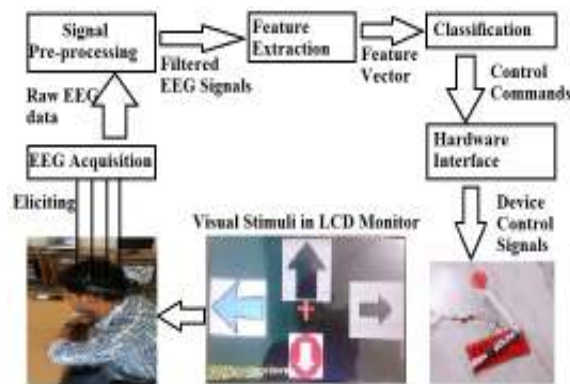 Signal
Pre-processing
Filtered
EEG Signals
Feature
Extraction
Feature
Vector
Classification
Control
Commands
Hardware
Interface
Device
Control
Signals
Raw EEG
data
EEG Acquisition
Eliciting
Visual Stimuli in LCD Monitor